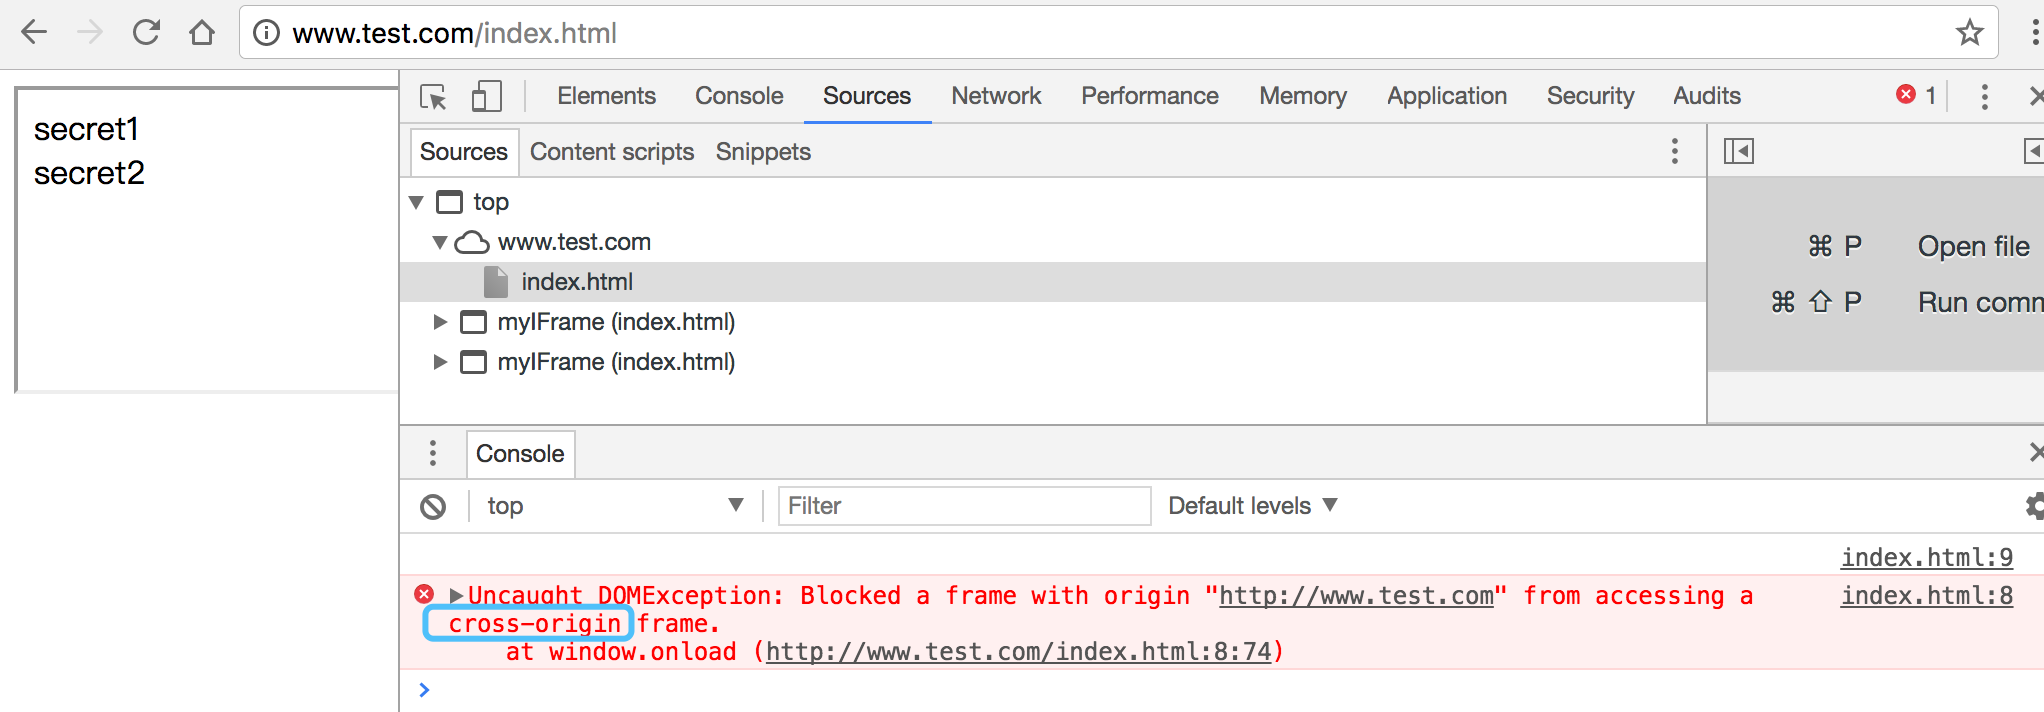 www.test.com/index.html
secret1
secret2
Elements Console Sources Network Performance Memory Application Security Audits 1
Sources Content scripts Snippets
top
www.test.com
index.html
myIFrame (index.html)
myIFrame (index.html)
⌘ P Open file
⌘ ⇧ P Run comm
Console
top Filter Default levels
index.html:9
Uncaught DOMException: Blocked a frame with origin "http://www.test.com" from accessing a index.html:8
cross-origin frame.
at window.onload (http://www.test.com/index.html:8:74)